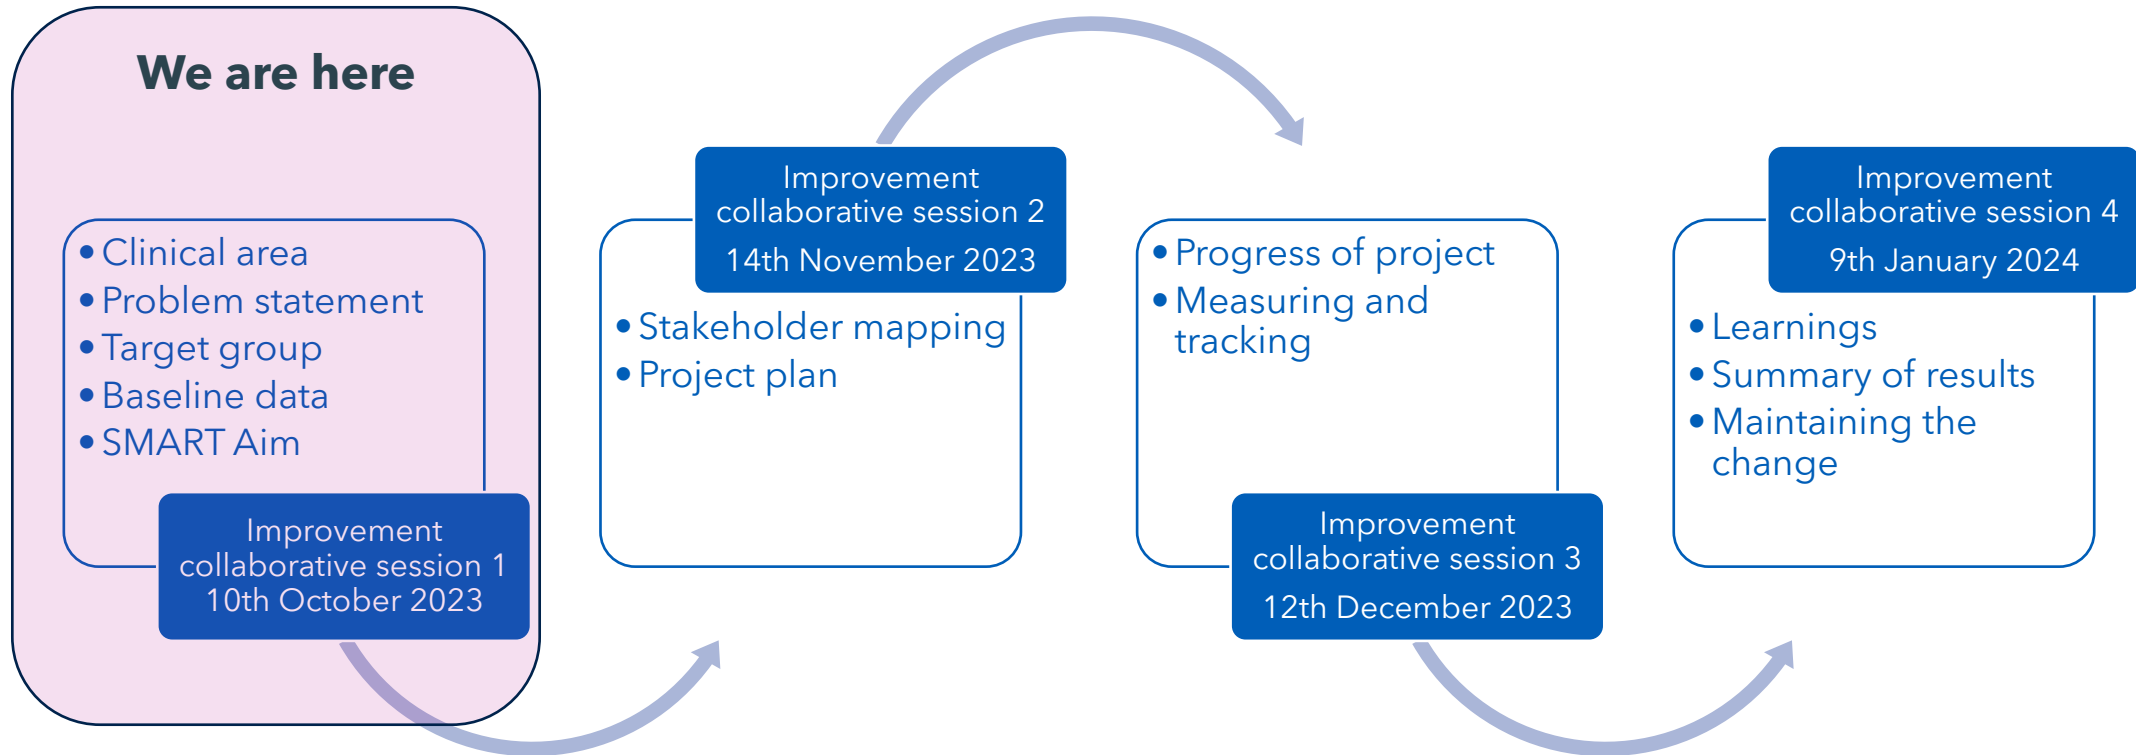 We are here
• Clinical area
• Problem statement
• Target group
• Baseline data
• SMART Aim
Improvement
collaborative session 1
10th October 2023
Improvement
collaborative session 2
14th November 2023
• Stakeholder mapping
• Project plan
• Progress of project
• Measuring and
tracking
Improvement
collaborative session 3
12th December 2023
Improvement
collaborative session 4
9th January 2024
• Learnings
• Summary of results
• Maintaining the
change